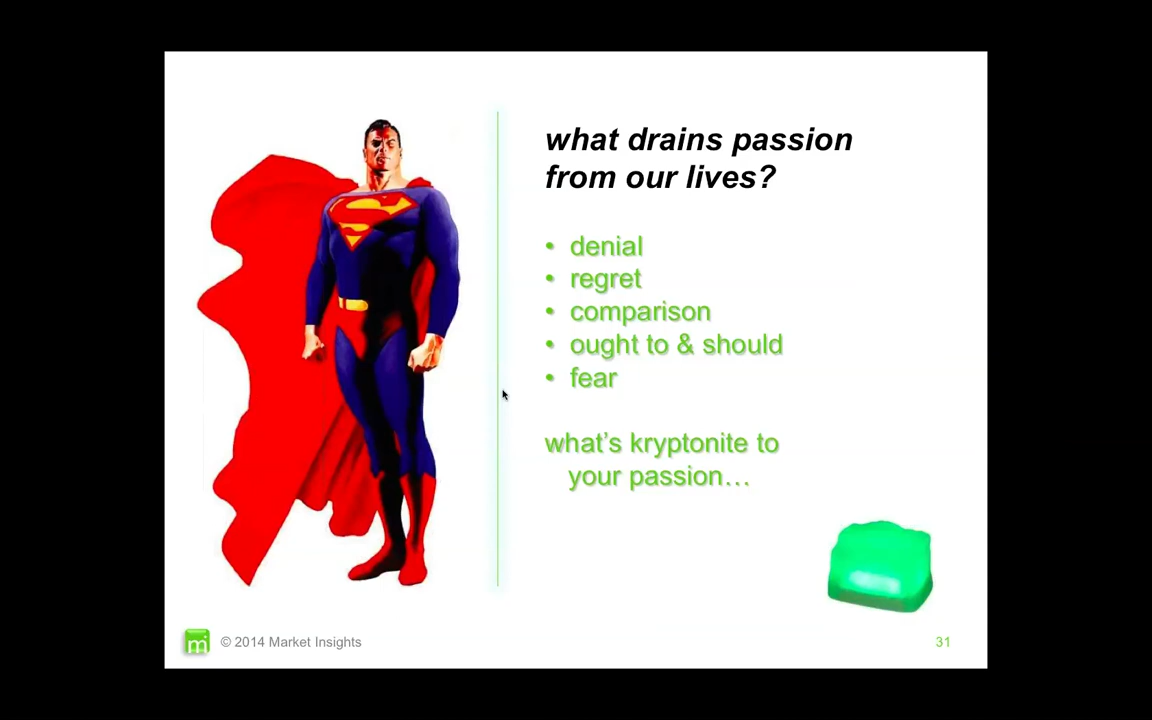 what drains passion
from our lives?
• denial
• regret
• comparison
• ought to & should
• fear
what’s kryptonite to
your passion…
mi
© 2014 Market Insights
31